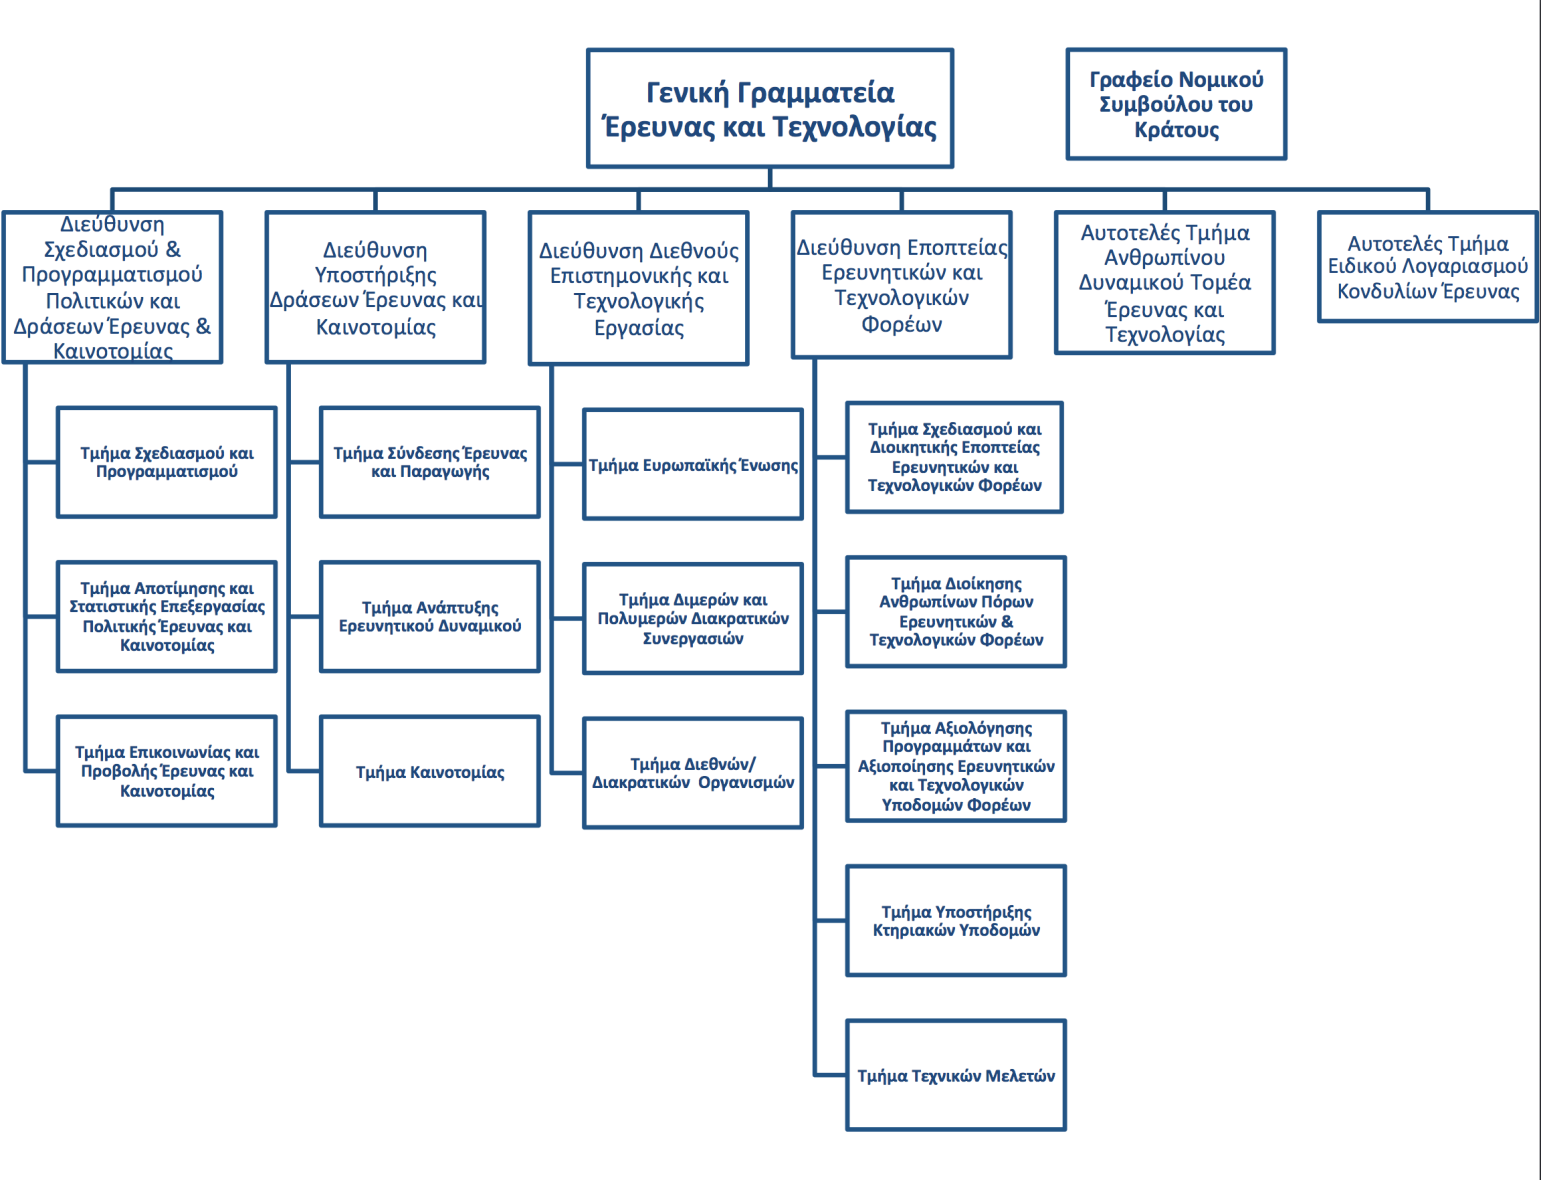 Γενική Γραμματεία
Έρευνας και Τεχνολογίας
Γραφείο Νομικού
Συμβούλου του
Κράτους
Διεύθυνση
Σχεδιασμού &
Προγραμματισμού
Πολιτικών και
Δράσεων Έρευνας &
Καινοτομίας
Διεύθυνση
Υποστήριξης
Δράσεων Έρευνας και
Καινοτομίας
Διεύθυνση Διεθνούς
Επιστημονικής και
Τεχνολογικής
Εργασίας
Διεύθυνση Εποπτείας
Ερευνητικών και
Τεχνολογικών
Φορέων
Αυτοτελές Τμήμα
Ανθρωπίνου
Δυναμικού Τομέα
Έρευνας και
Τεχνολογίας
Αυτοτελές Τμήμα
Ειδικού Λογαριασμού
Κονδυλίων Έρευνας
Τμήμα Σχεδιασμού και
Προγραμματισμού
Τμήμα Αποτίμησης και
Στατιστικής Επεξεργασίας
Πολιτικής Έρευνας και
Καινοτομίας
Τμήμα Επικοινωνίας και
Προβολής Έρευνας και
Καινοτομίας
Τμήμα Σύνδεσης Έρευνας
και Παραγωγής
Τμήμα Ανάπτυξης
Ερευνητικού Δυναμικού
Τμήμα Καινοτομίας
Τμήμα Ευρωπαϊκής Ένωσης
Τμήμα Διμερών και
Πολυμερών Διακρατικών
Συνεργασιών
Τμήμα Διεθνών/
Διακρατικών Οργανισμών
Τμήμα Σχεδιασμού και
Διοικητικής Εποπτείας
Ερευνητικών και
Τεχνολογικών Φορέων
Τμήμα Διοίκησης
Ανθρωπίνων Πόρων
Ερευνητικών &
Τεχνολογικών Φορέων
Τμήμα Αξιολόγησης
Προγραμμάτων και
Αξιοποίησης Ερευνητικών
και Τεχνολογικών
Υποδομών Φορέων
Τμήμα Υποστήριξης
Κτηριακών Υποδομών
Τμήμα Τεχνικών Μελετών